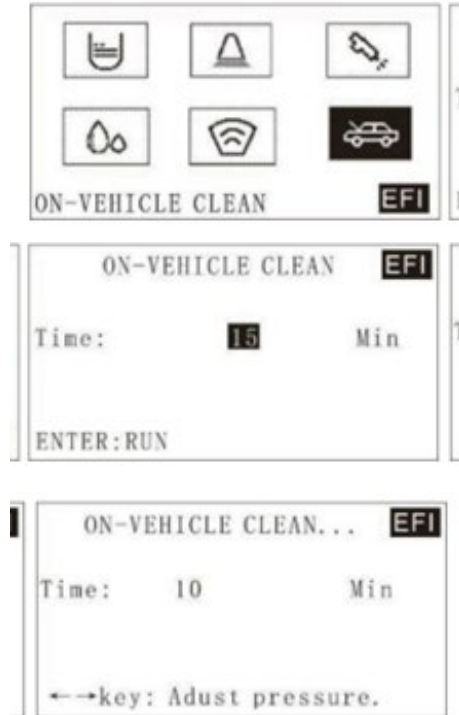 ON-VEHICLE CLEAN EFI
ON-VEHICLE CLEAN EFI
Time: 15 Min
ENTER:RUN
ON-VEHICLE CLEAN... EFI
Time: 10 Min
←→key: Adust pressure.